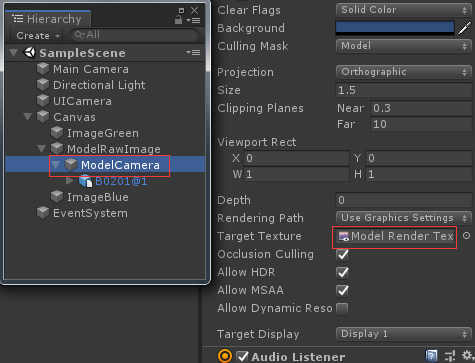 Hierarchy
Create
All
SampleScene
Main Camera
Directional Light
UICamera
Canvas
ImageGreen
ModelRawImage
ModelCamera
B0201@1
ImageBlue
EventSystem
Clear Flags Solid Color
Background
Culling Mask Model
Projection Orthographic
Size 1.5
Clipping Planes Near 0.3
Far 10
Viewport Rect
X 0 Y 0
W 1 H 1
Depth 0
Rendering Path Use Graphics Settings
Target Texture Model Render Tex
Occlusion Culling
Allow HDR
Allow MSAA
Allow Dynamic Reso
Target Display Display 1
Audio Listener